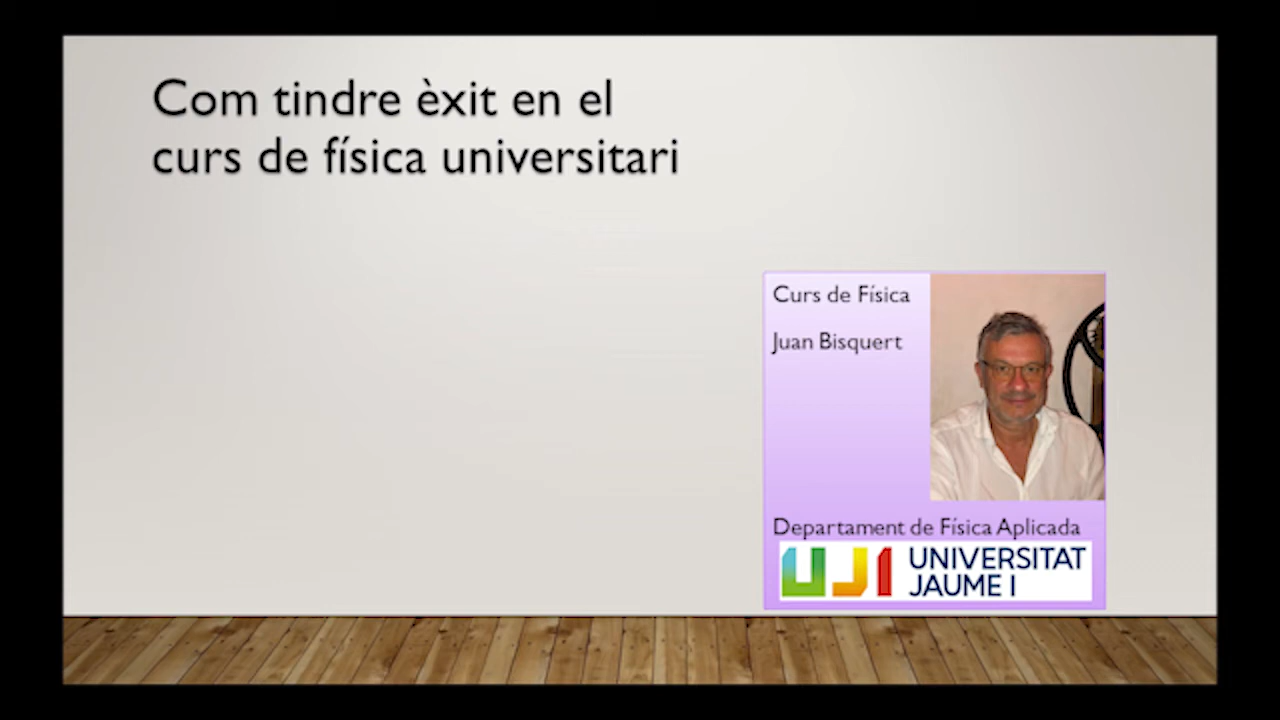 Com tindre èxit en el
curs de física universitari
Curs de Física
Juan Bisquert
Departament de Física Aplicada
UJI UNIVERSITAT
JAUME I